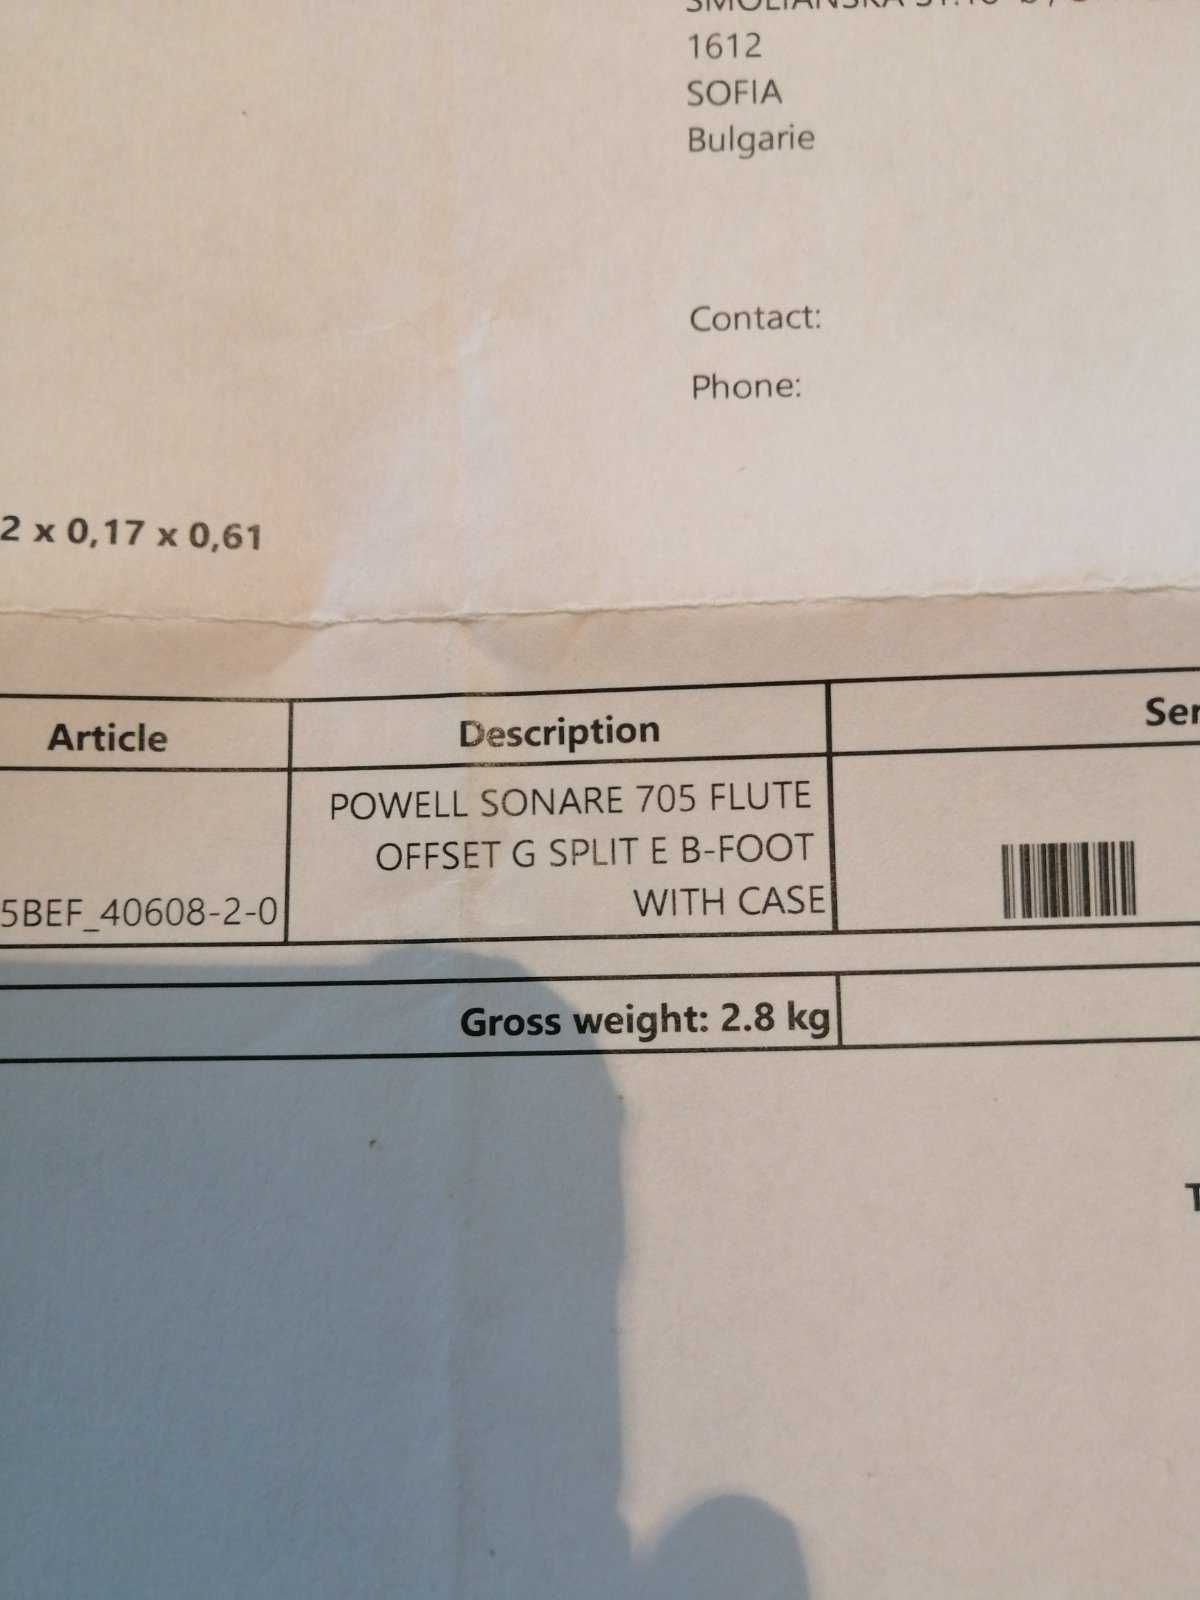 1612
SOFIA
Bulgarie
Contact:
Phone:
2 x 0,17 x 0,61
Article
Description
POWELL SONARE 705 FLUTE
OFFSET G SPLIT E B-FOOT
WITH CASE
5BEF_40608-2-0
Gross weight: 2.8 kg